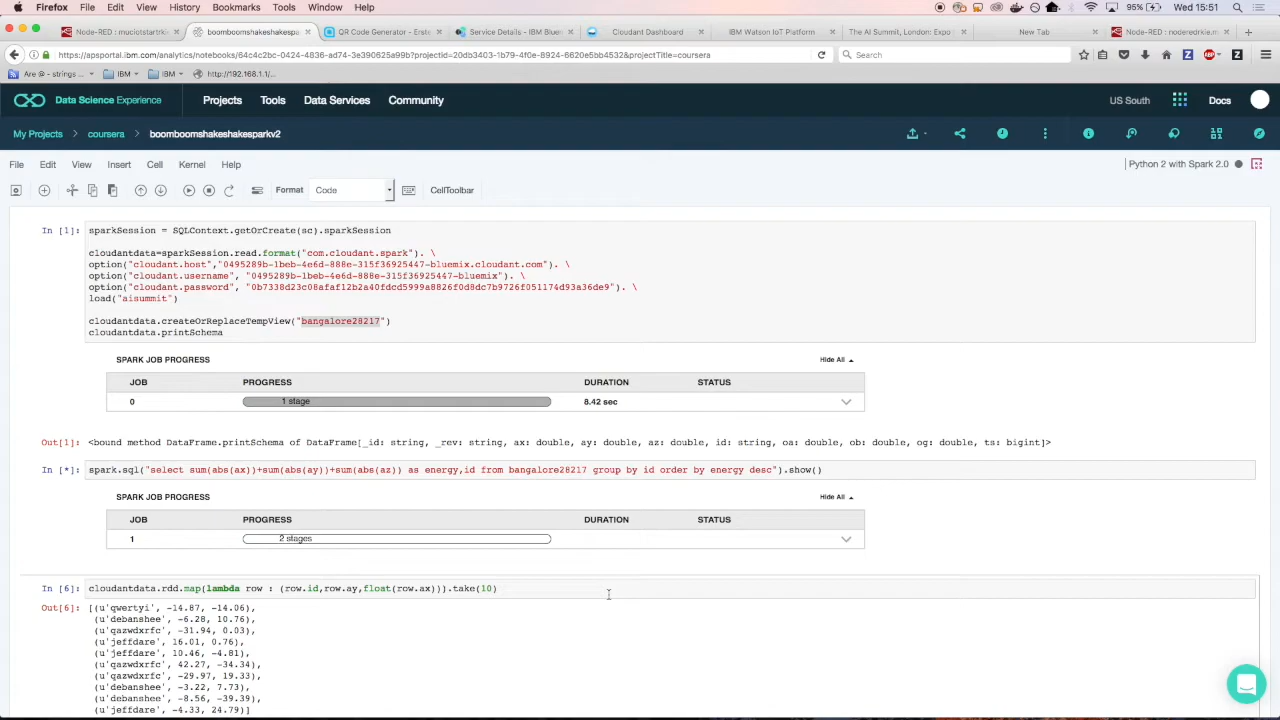 Firefox File Edit View History Bookmarks Tools Window Help 95% Wed 15:51
Node-RED : muciotstartrkie boomboomshakeshakespa QR Code Generator - Erste Service Details - IBM Blue Cloudant Dashboard IBM Watson IoT Platform The AI Summit, London: Expo New Tab Node-RED : noderedrkie.m
https://apsportal.ibm.com/analytics/notebooks/64c4c2bc-0424-4836-ad74-3e390625a99b?projectid=20db3403-1b79-4f0e-8924-6620e5bb4532&projectTitle=coursera Search
Are @ - strings ... IBM IBM http://192.168.1.1/...
Data Science Experience Projects Tools Data Services Community US South Docs
My Projects coursera boomboomshakeshakesparkv2
File Edit View Insert Cell Kernel Help Python 2 with Spark 2.0
Format Code CellToolbar
In [1]: sparkSession = SQLContext.getOrCreate(sc).sparkSession
cloudantdata=sparkSession.read.format("com.cloudant.spark"). \
option("cloudant.host","0495289b-1beb-4e6d-888e-315f36925447-bluemix.cloudant.com"). \
option("cloudant.username", "0495289b-1beb-4e6d-888e-315f36925447-bluemix"). \
option("cloudant.password", "0b7338d23c08afaf12b2a40fdcd5999a8826f0d8dc7b9726f051174d93a36de9"). \
load("aisummit")
cloudantdata.createOrReplaceTempView("bangalore28217")
cloudantdata.printSchema
SPARK JOB PROGRESS Hide All
JOB PROGRESS DURATION STATUS
0 1 stage 8.42 sec
Out[1]: <bound method DataFrame.printSchema of DataFrame[_id: string, _rev: string, ax: double, ay: double, az: double, id: string, oa: double, ob: double, og: double, ts: bigint]>
In [*]: spark.sql("select sum(abs(ax))+sum(abs(ay))+sum(abs(az)) as energy,id from bangalore28217 group by id order by energy desc").show()
SPARK JOB PROGRESS Hide All
JOB PROGRESS DURATION STATUS
1 2 stages
In [6]: cloudantdata.rdd.map(lambda row : (row.id,row.ay,float(row.ax))).take(10)
Out[6]: [(u'qwertyi', -14.87, -14.06),
(u'debanshee', -6.28, 10.76),
(u'qazwdxrfc', -31.94, 0.03),
(u'jeffdare', 16.01, 0.76),
(u'jeffdare', 10.46, -4.81),
(u'qazwdxrfc', 42.27, -34.34),
(u'qazwdxrfc', -29.97, 19.33),
(u'debanshee', -3.22, 7.73),
(u'debanshee', -8.56, -39.39),
(u'jeffdare', -4.33, 24.79)]